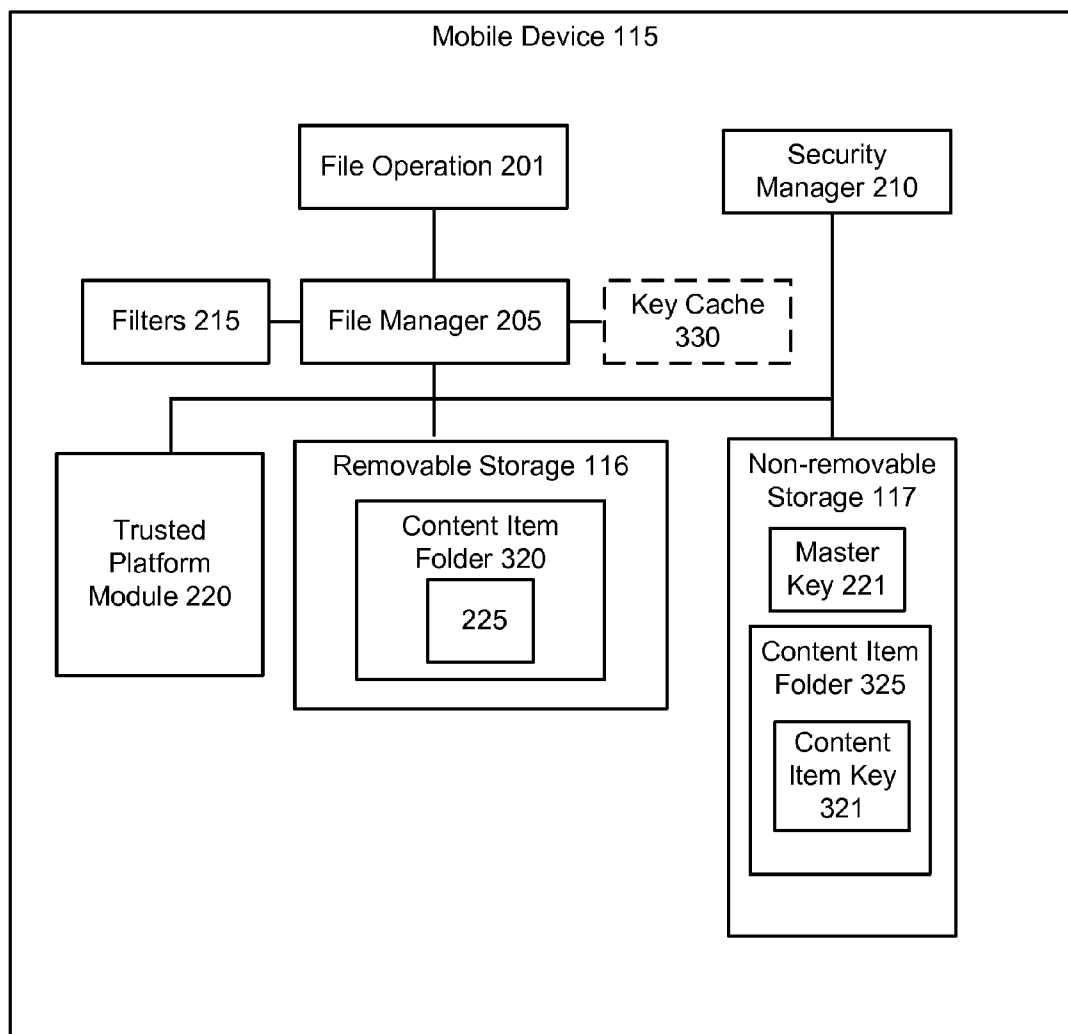 Mobile Device 115
File Operation 201
Security
Manager 210
Filters 215
File Manager 205
Key Cache
330
Trusted
Platform
Module 220
Removable Storage 116
Content Item
Folder 320
225
Non-removable
Storage 117
Master
Key 221
Content Item
Folder 325
Content
Item Key
321